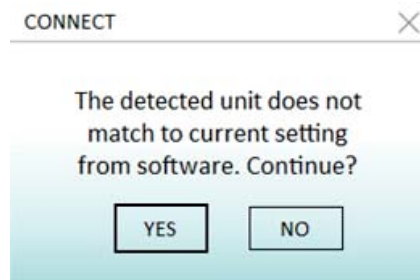 CONNECT
The detected unit does not
match to current setting
from software. Continue?
YES NO